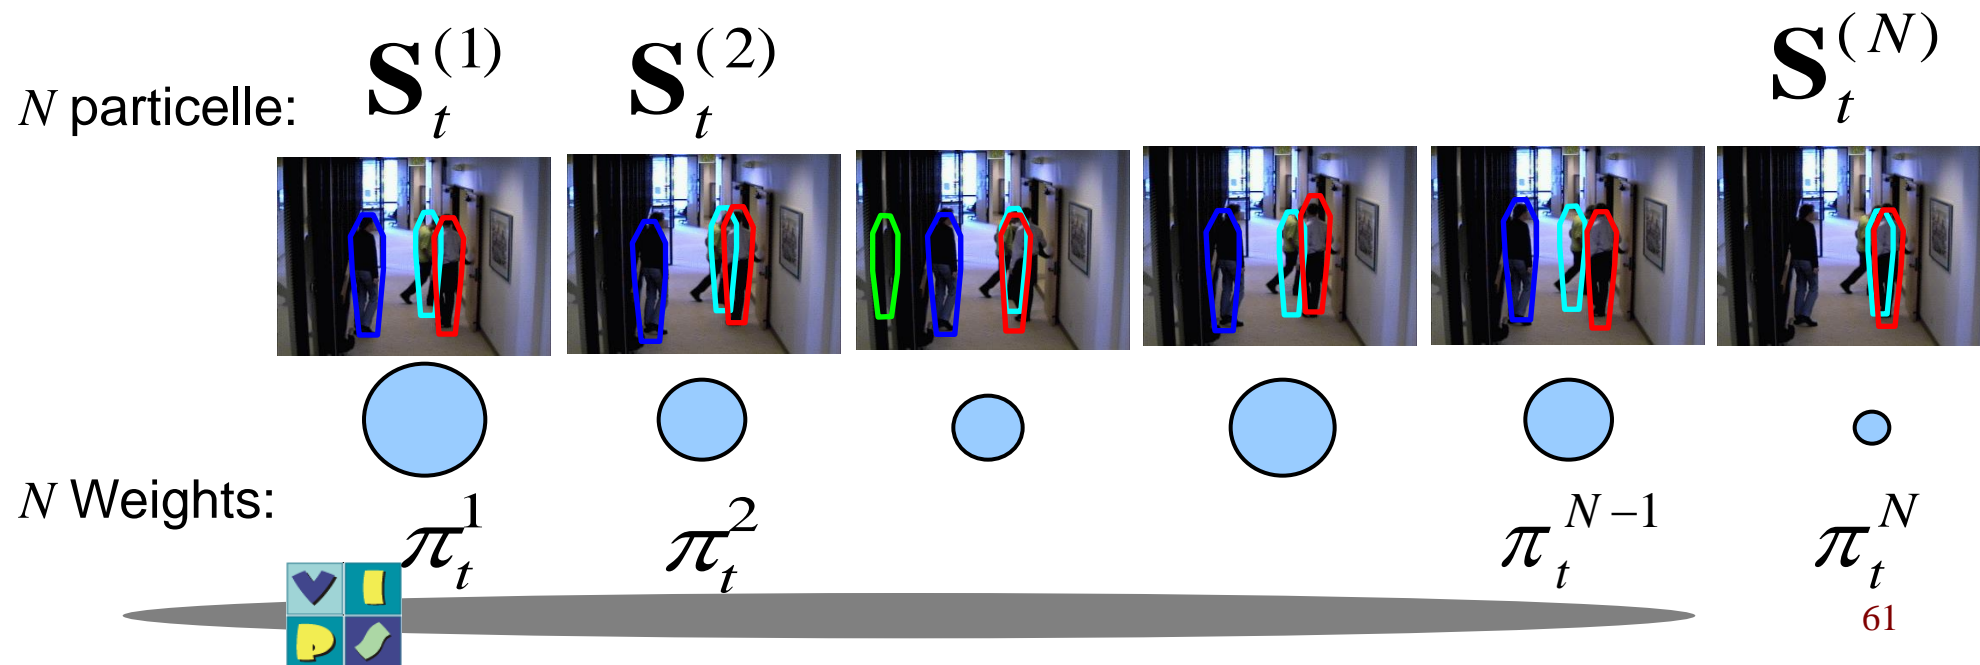 N particelle: S_t^(1) S_t^(2) S_t^(N)
N Weights: π_t^1 π_t^2 π_t^{N-1} π_t^N
61